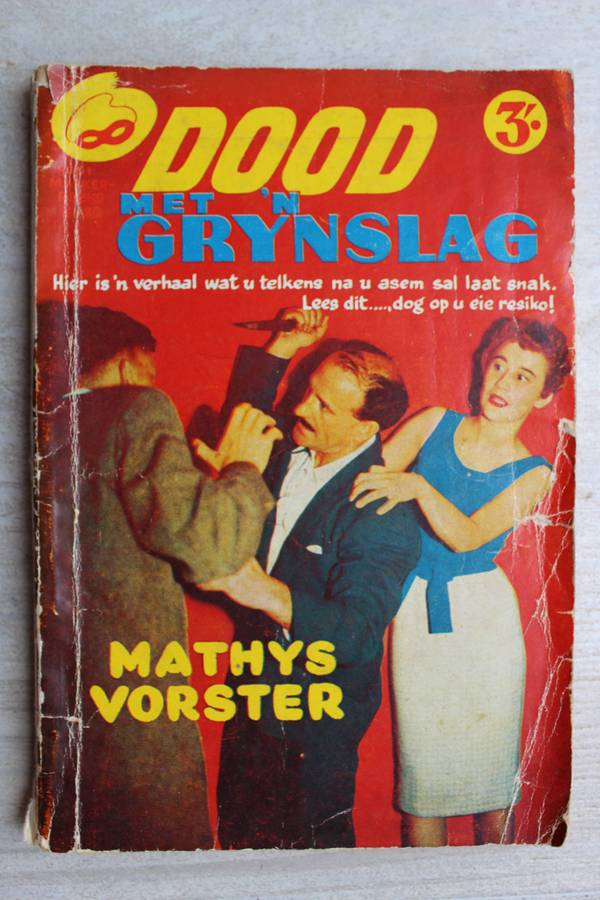 DOOD
3/-
MET 'N
GRYNSLAG
Hier is 'n verhaal wat u telkens na u asem sal laat snak.
Lees dit....,dog op u eie resiko!
MATHYS
VORSTER